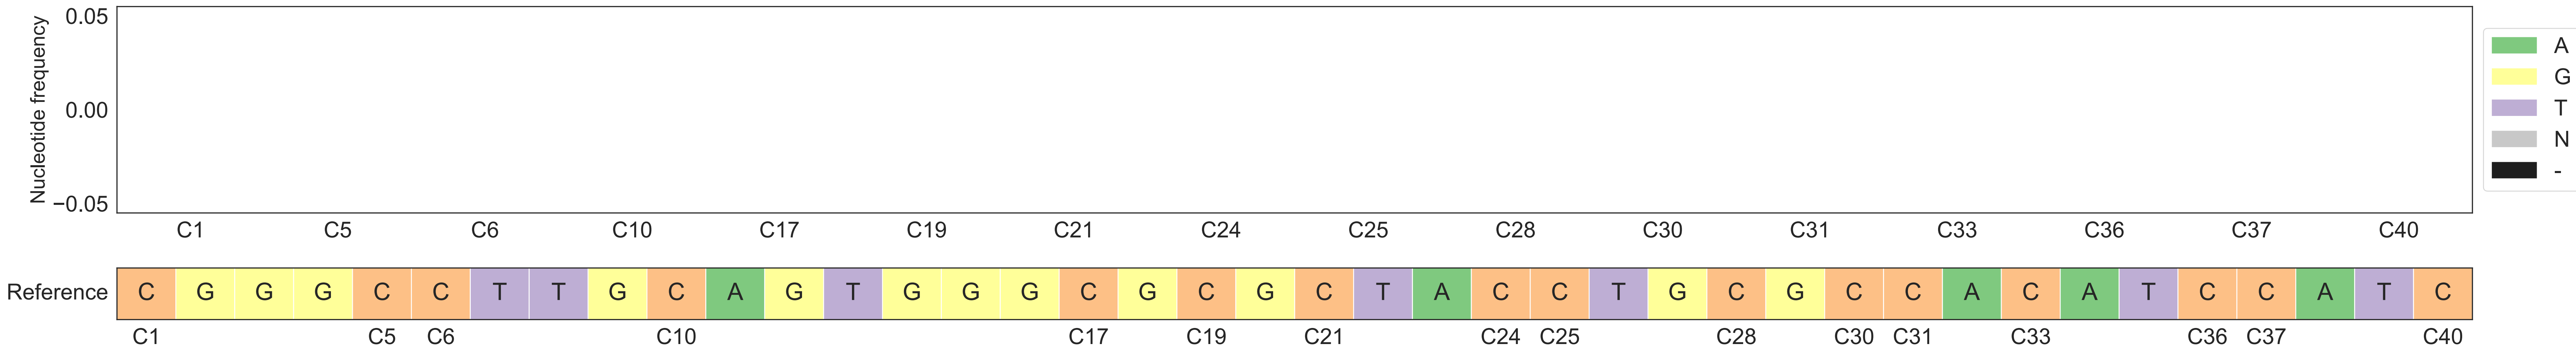 Nucleotide frequency
0.05
0.00
−0.05
C1 C5 C6 C10 C17 C19 C21 C24 C25 C28 C30 C31 C33 C36 C37 C40
A
G
T
N
-
Reference C G G G C C T T G C A G T G G G C G C G C T A C C T G C G C C A C A T C C A T C
C1 C5 C6 C10 C17 C19 C21 C24 C25 C28 C30 C31 C33 C36 C37 C40